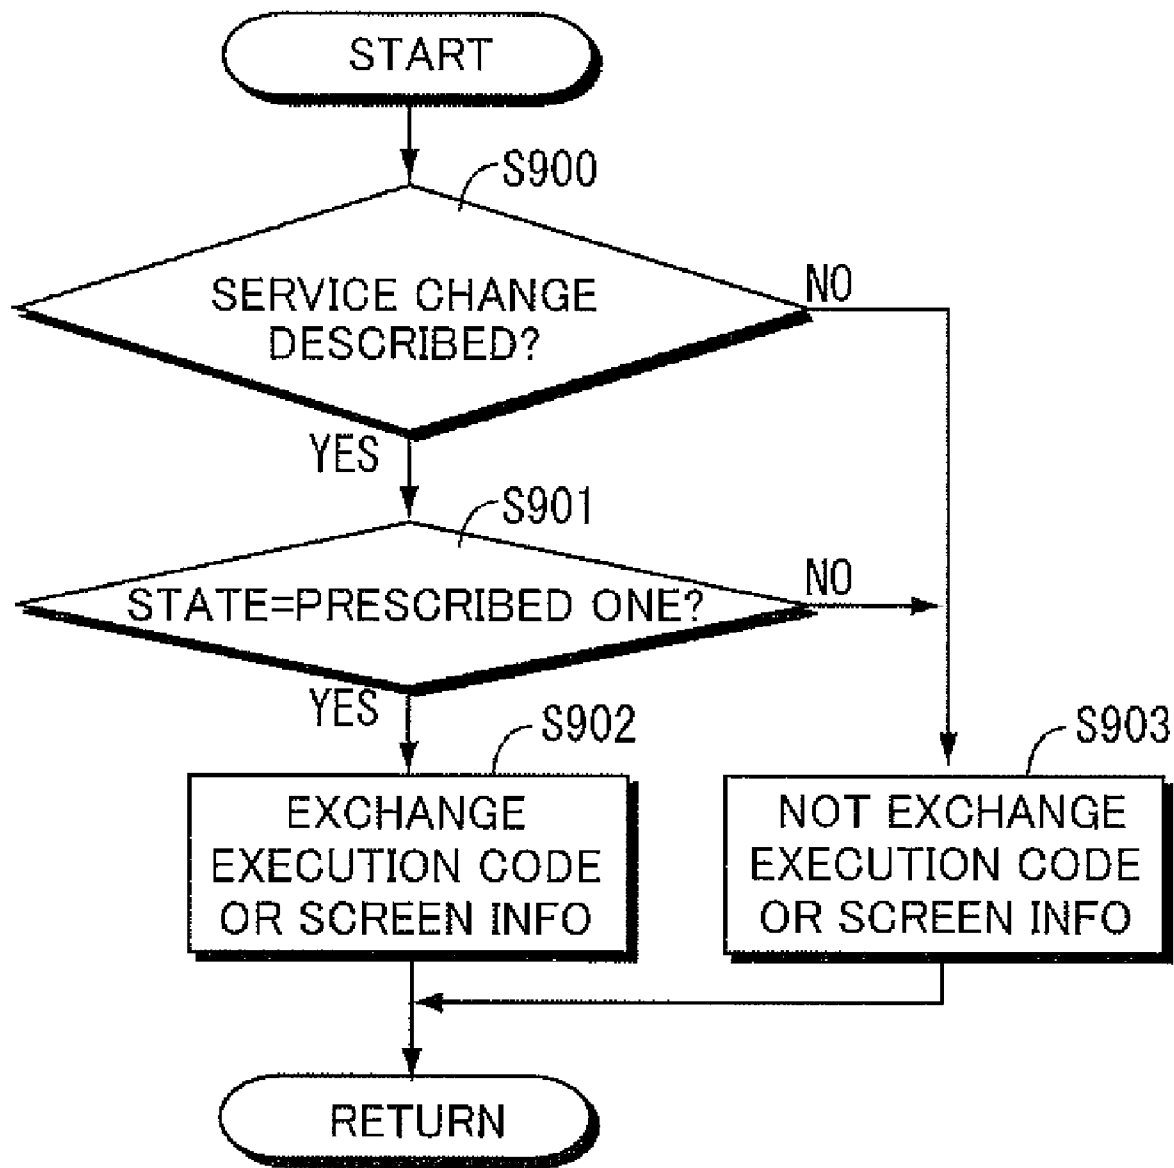 START
S900
SERVICE CHANGE
DESCRIBED?
NO
YES
S901
STATE=PRESCRIBED ONE?
NO
YES
S902
EXCHANGE
EXECUTION CODE
OR SCREEN INFO
S903
NOT EXCHANGE
EXECUTION CODE
OR SCREEN INFO
RETURN